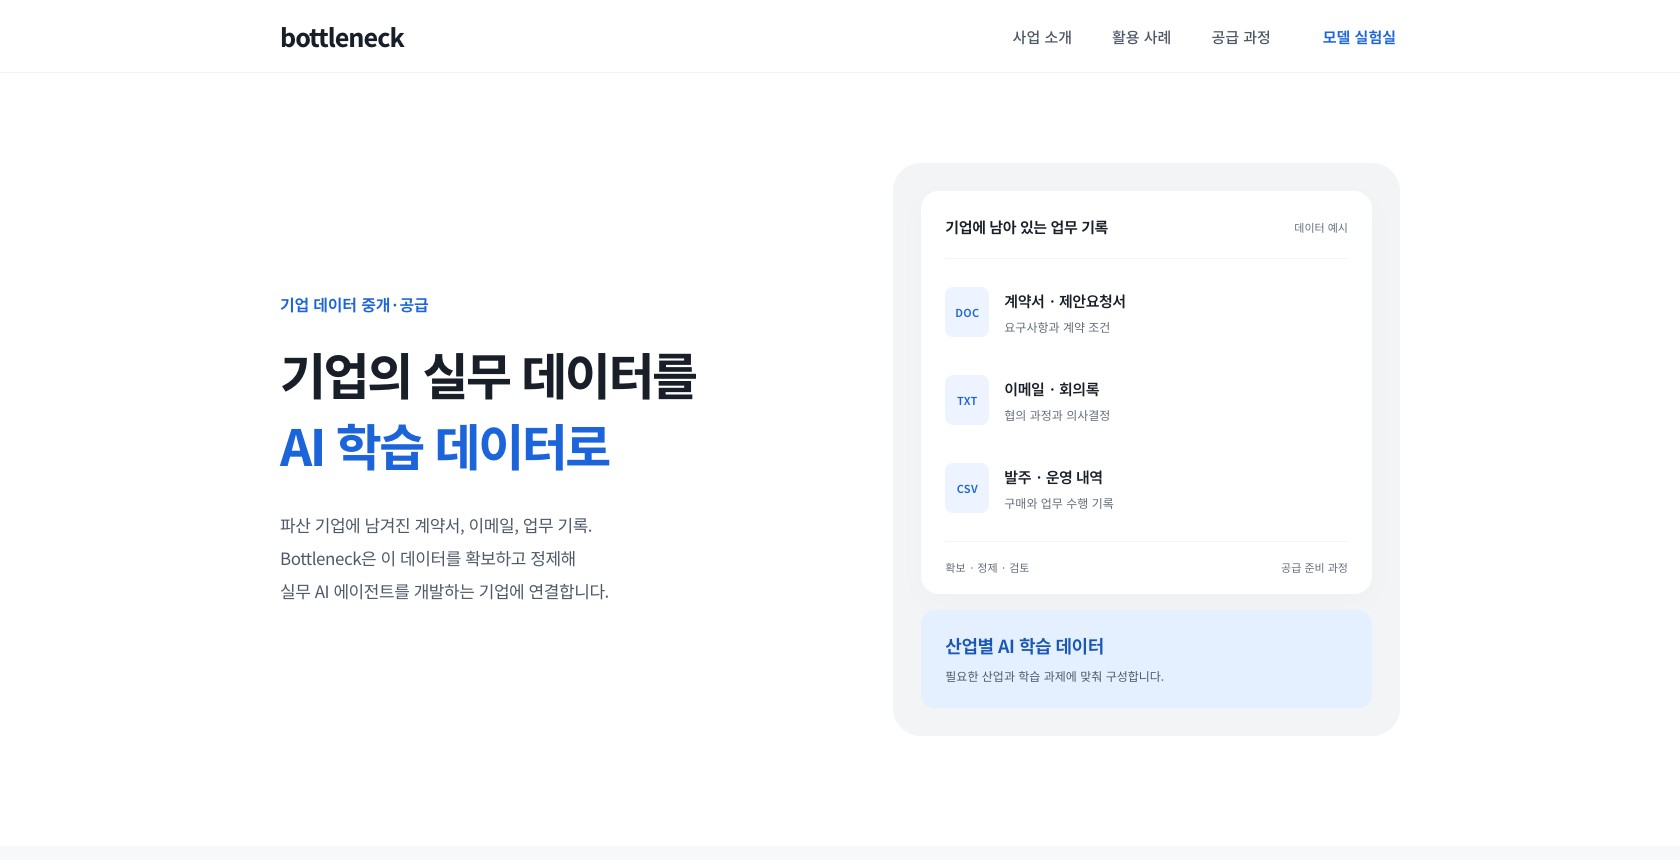 bottleneck
사업 소개
활용 사례
공급 과정
모델 실험실
기업 데이터 중개·공급
기업의 실무 데이터를
AI 학습 데이터로
파산 기업에 남겨진 계약서, 이메일, 업무 기록.
Bottleneck은 이 데이터를 확보하고 정제해
실무 AI 에이전트를 개발하는 기업에 연결합니다.
기업에 남아 있는 업무 기록
데이터 예시
DOC
계약서 · 제안요청서
요구사항과 계약 조건
TXT
이메일 · 회의록
협의 과정과 의사결정
CSV
발주 · 운영 내역
구매와 업무 수행 기록
확보 · 정제 · 검토
공급 준비 과정
산업별 AI 학습 데이터
필요한 산업과 학습 과제에 맞춰 구성합니다.